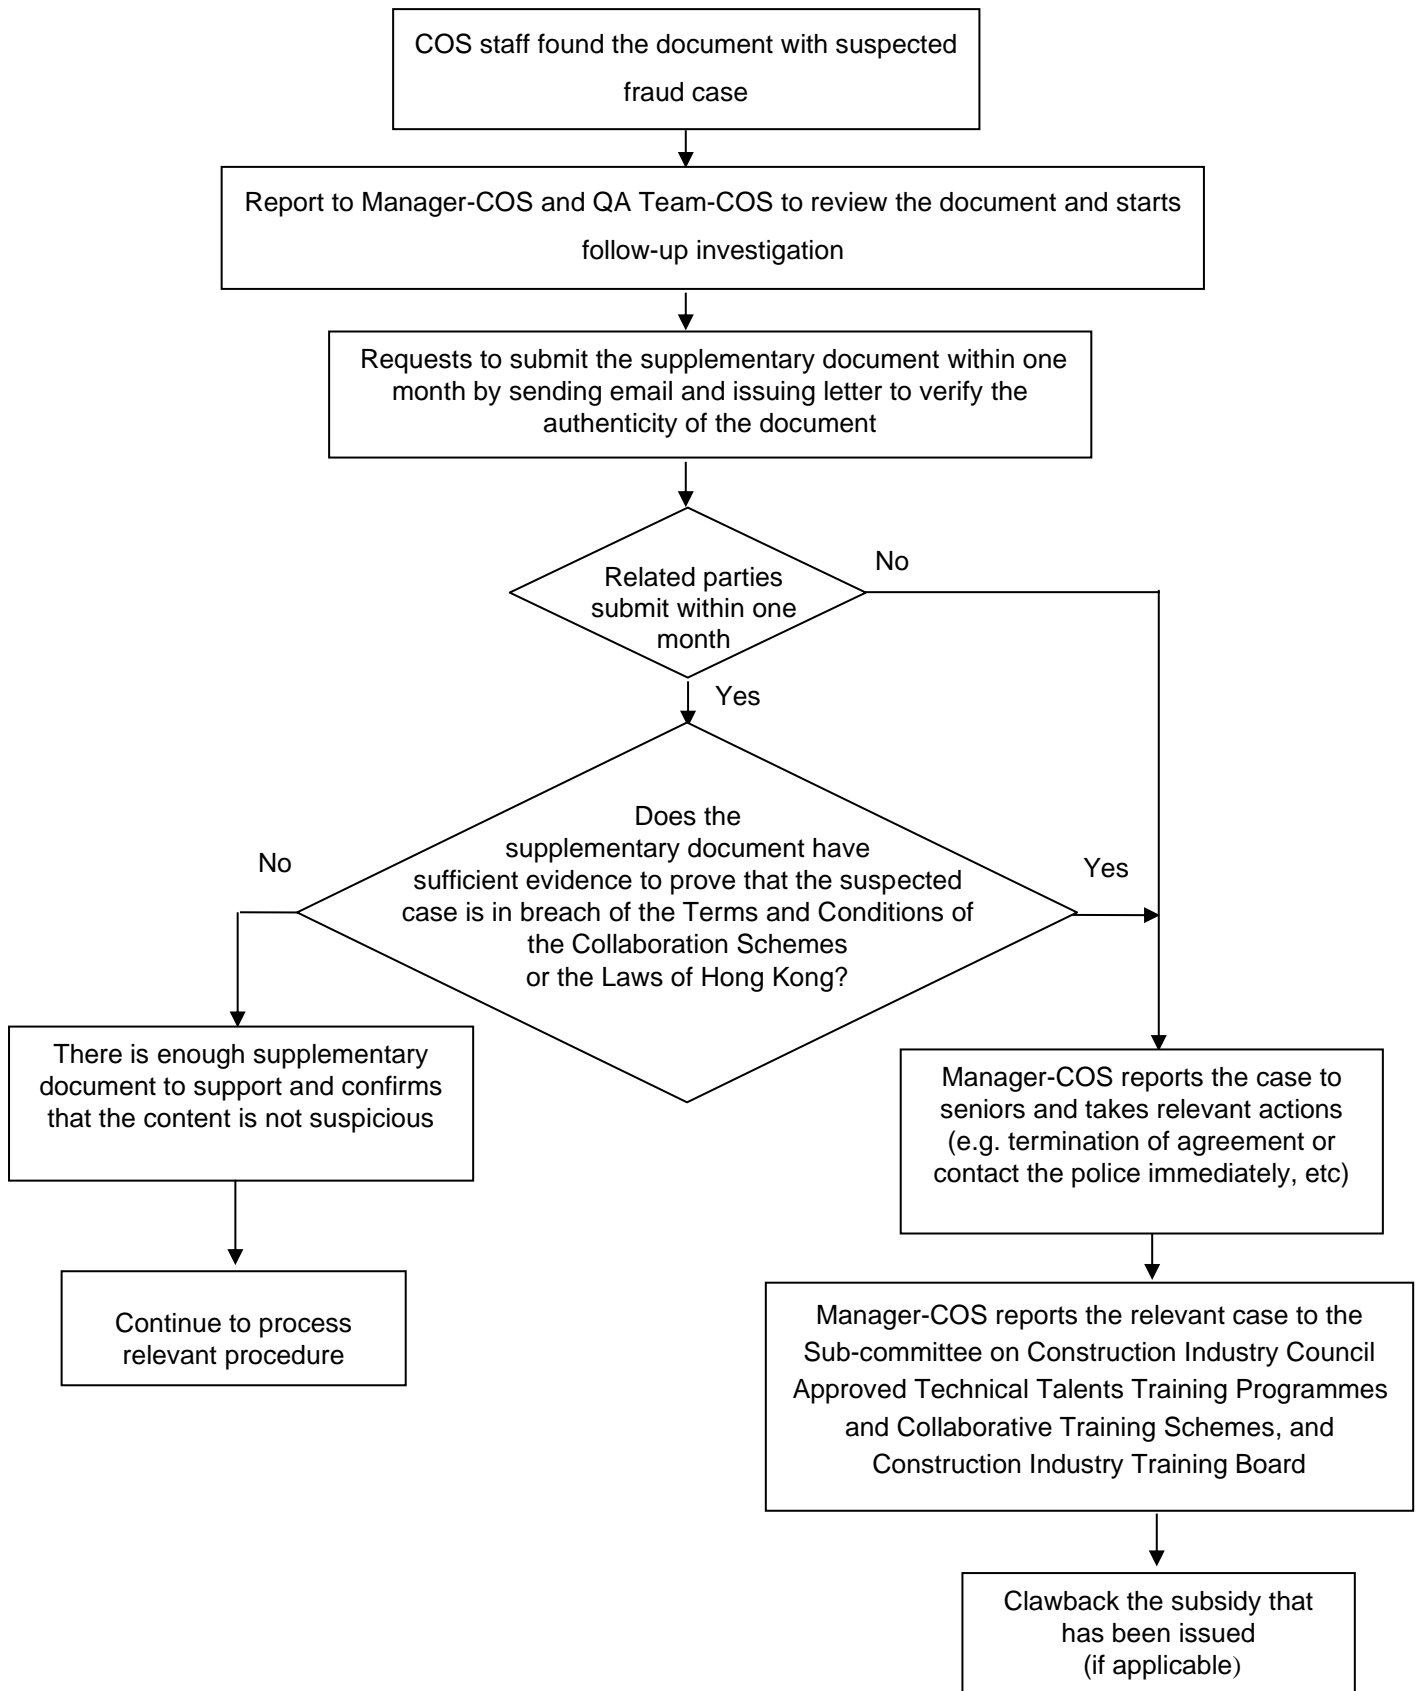 COS staff found the document with suspected
fraud case
Report to Manager-COS and QA Team-COS to review the document and starts
follow-up investigation
Requests to submit the supplementary document within one
month by sending email and issuing letter to verify the
authenticity of the document
Related parties
submit within one
month
No
Yes
Does the
supplementary document have
sufficient evidence to prove that the suspected
case is in breach of the Terms and Conditions of
the Collaboration Schemes
or the Laws of Hong Kong?
No
Yes
There is enough supplementary
document to support and confirms
that the content is not suspicious
Continue to process
relevant procedure
Manager-COS reports the case to
seniors and takes relevant actions
(e.g. termination of agreement or
contact the police immediately, etc)
Manager-COS reports the relevant case to the
Sub-committee on Construction Industry Council
Approved Technical Talents Training Programmes
and Collaborative Training Schemes, and
Construction Industry Training Board
Clawback the subsidy that
has been issued
(if applicable)